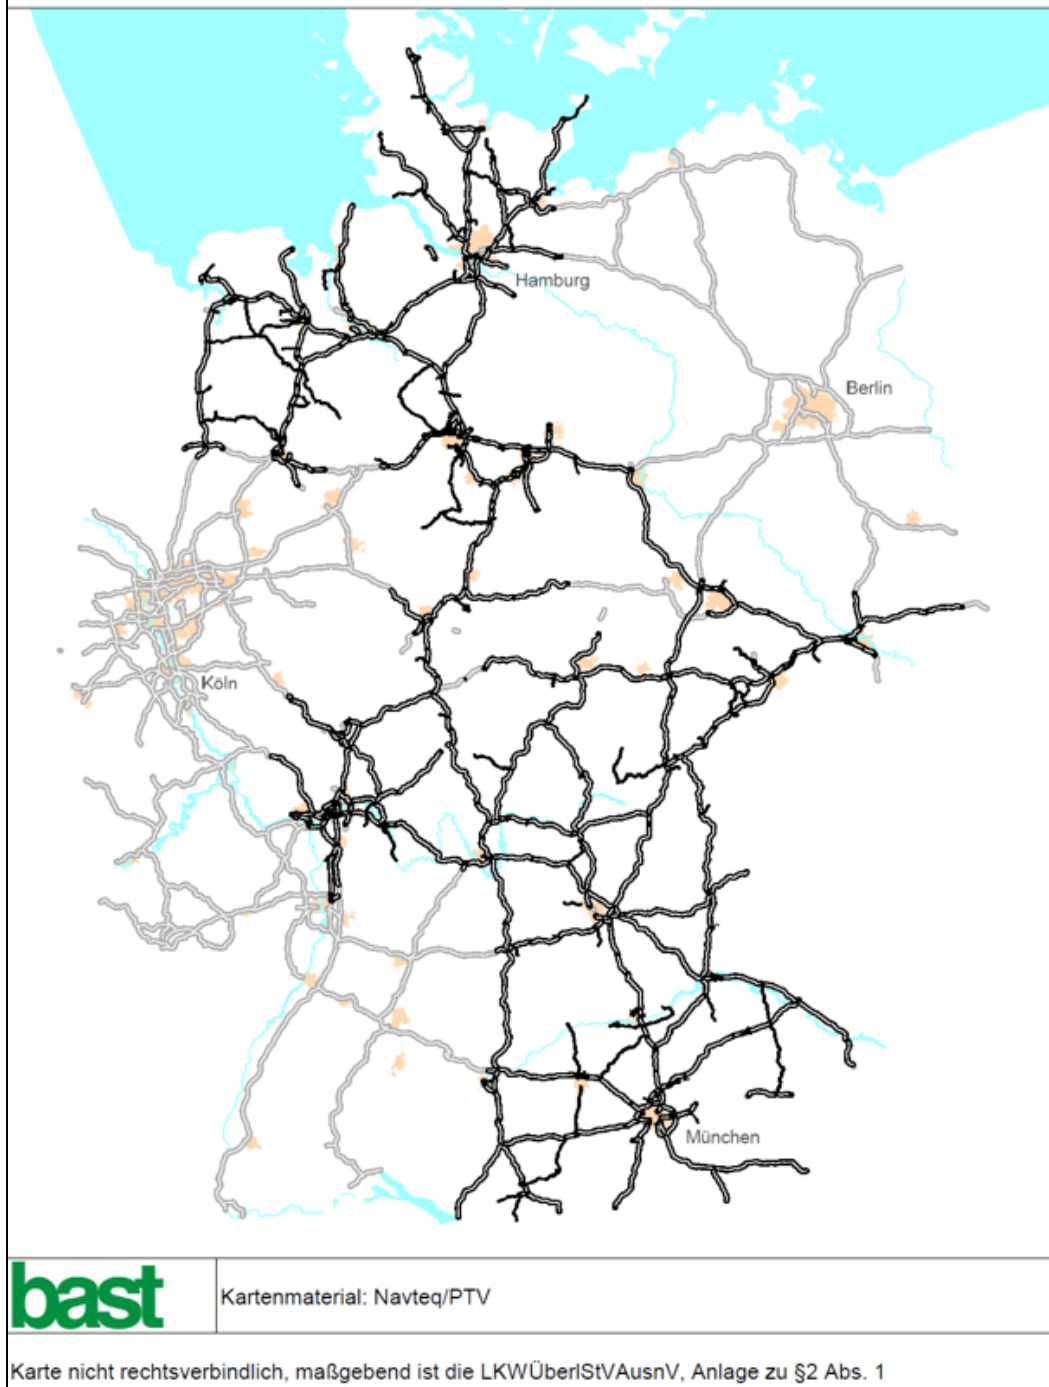 Hamburg
Berlin
Köln
München
bast
Kartenmaterial: Navteq/PTV
Karte nicht rechtsverbindlich, maßgebend ist die LKWÜberlStVAusnV, Anlage zu §2 Abs. 1